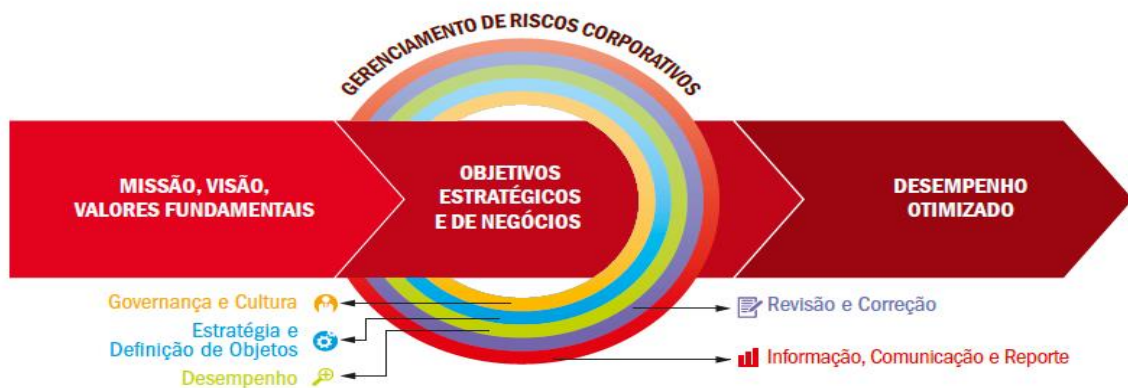 GERENCIAMENTO DE RISCOS CORPORATIVOS
MISSÃO, VISÃO,
VALORES FUNDAMENTAIS
OBJETIVOS
ESTRATÉGICOS
E DE NEGÓCIOS
DESEMPENHO
OTIMIZADO
Governança e Cultura
Estratégia e
Definição de Objetos
Desempenho
Revisão e Correção
Informação, Comunicação e Reporte